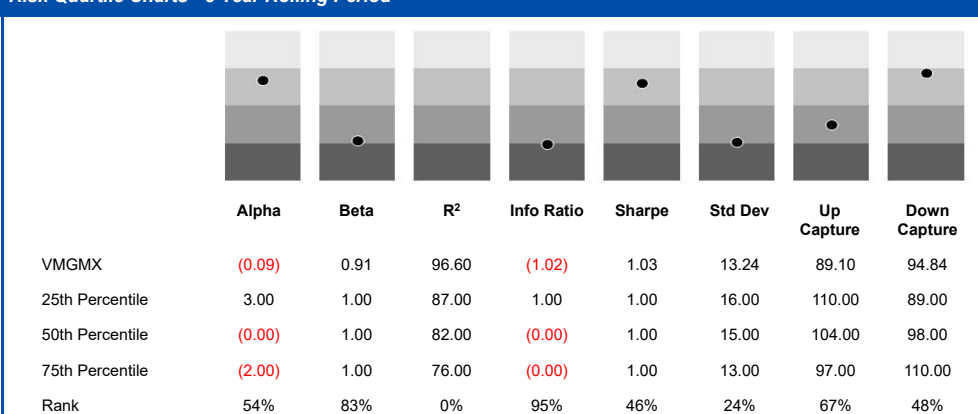 Risk Quartile Charts - 3 Year Rolling Period
Alpha Beta R² Info Ratio Sharpe Std Dev Up Capture Down Capture
VMGMX (0.09) 0.91 96.60 (1.02) 1.03 13.24 89.10 94.84
25th Percentile 3.00 1.00 87.00 1.00 1.00 16.00 110.00 89.00
50th Percentile (0.00) 1.00 82.00 (0.00) 1.00 15.00 104.00 98.00
75th Percentile (2.00) 1.00 76.00 (0.00) 1.00 13.00 97.00 110.00
Rank 54% 83% 0% 95% 46% 24% 67% 48%